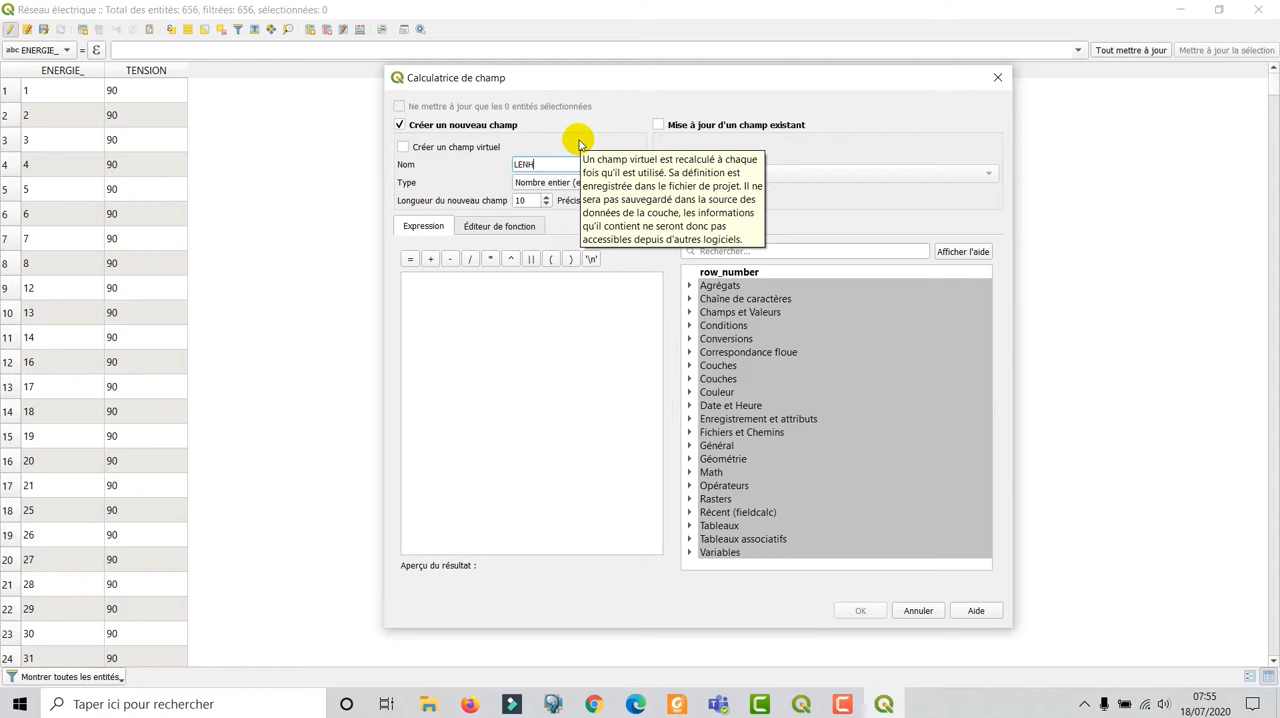 Réseau électrique :: Total des entités: 656, filtrées: 656, sélectionnées: 0
abc ENERGIE_ = ε Tout mettre à jour Mettre à jour la sélection
ENERGIE_ TENSION
1 1 90
2 2 90
3 3 90
4 4 90
5 5 90
6 6 90
7 7 90
8 8 90
9 12 90
10 13 90
11 14 90
12 16 90
13 17 90
14 18 90
15 19 90
16 20 90
17 21 90
18 25 90
19 26 90
20 27 90
21 28 90
22 29 90
23 30 90
24 31 90
Montrer toutes les entités
Calculatrice de champ
Ne mettre à jour que les 0 entités sélectionnées
Créer un nouveau champ
Mise à jour d'un champ existant
Créer un champ virtuel
Nom LENH
Type Nombre entier (e
Longueur du nouveau champ 10 Précis
Un champ virtuel est recalculé à chaque
fois qu'il est utilisé. Sa définition est
enregistrée dans le fichier de projet. Il ne
sera pas sauvegardé dans la source des
données de la couche, les informations
qu'il contient ne seront donc pas
accessibles depuis d'autres logiciels.
Expression Éditeur de fonction
= + - / * ^ || ( ) '\n'
Rechercher... Afficher l'aide
row_number
Agrégats
Chaîne de caractères
Champs et Valeurs
Conditions
Conversions
Correspondance floue
Couches
Couches
Couleur
Date et Heure
Enregistrement et attributs
Fichiers et Chemins
Général
Géométrie
Math
Opérateurs
Rasters
Récent (fieldcalc)
Tableaux
Tableaux associatifs
Variables
Aperçu du résultat :
OK Annuler Aide
Taper ici pour rechercher
07:55
18/07/2020